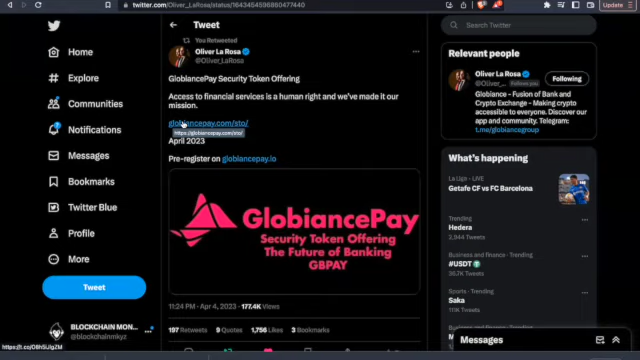 twitter.com/Oliver_LaRosa/status/1643454596880477440
Update
Home
Explore
Communities
Notifications
Messages
Bookmarks
Twitter Blue
Profile
More
Tweet
BLOCKCHAIN MON...
@blockchainmkyz
Tweet
You Retweeted
Oliver La Rosa
@Oliver_LaRosa
GlobiancePay Security Token Offering
Access to financial services is a human right and we've made it our
mission.
globiancepay.com/sto/
https://globiancepay.com/sto/
April 2023
Pre-register on globiancepay.io
GlobiancePay
Security Token Offering
The Future of Banking
GBPAY
11:24 PM · Apr 4, 2023 · 177.4K Views
197 Retweets 9 Quotes 1,756 Likes 3 Bookmarks
Search Twitter
Relevant people
Oliver La Rosa
@Oliver_LaRosa Follows you
Following
Globiance - Fusion of Bank and
Crypto Exchange - Making crypto
accessible to everyone. Discover our
app and community. Telegram:
t.me/globiancegroup
What's happening
La Liga · LIVE
Getafe CF vs FC Barcelona
Trending
Hedera
2,944 Tweets
Business and finance · Trending
#USDT
36.7K Tweets
Sports · Trending
Saka
111K Tweets
Messages